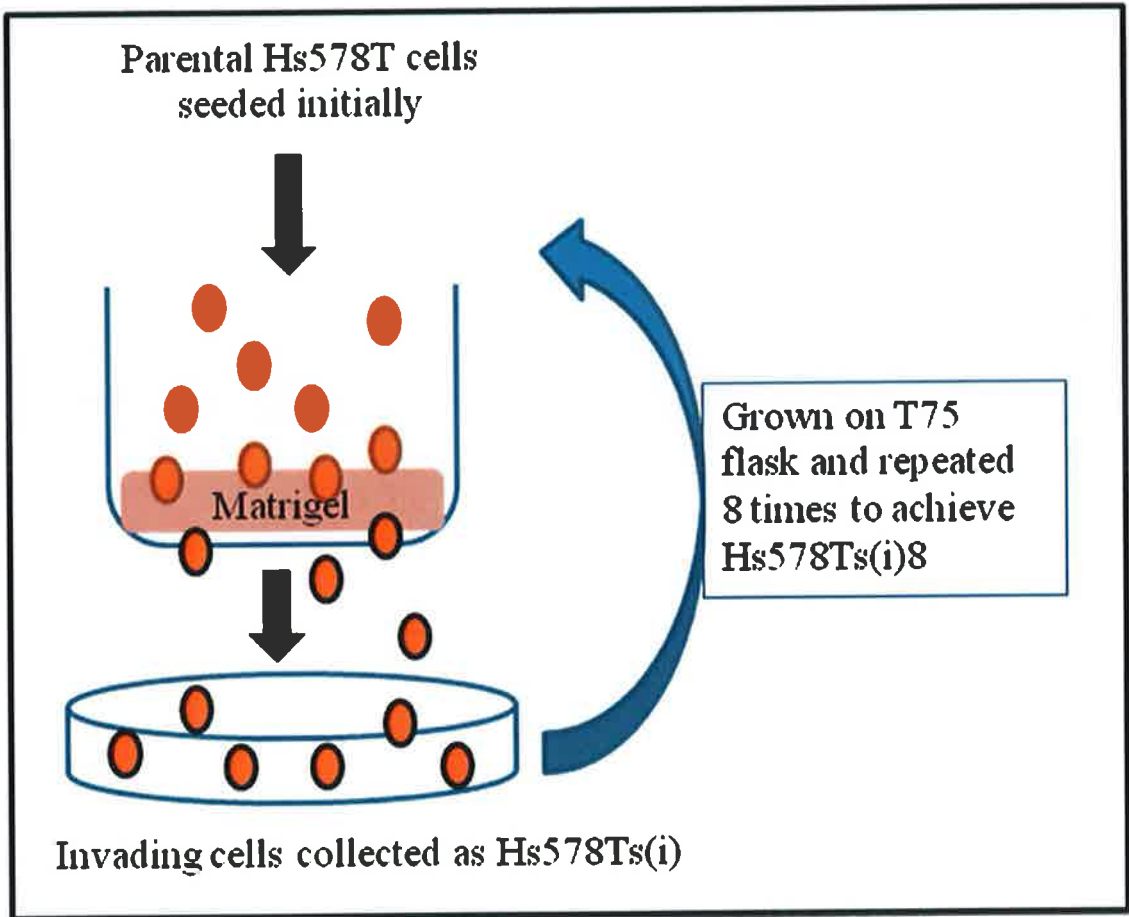 Parental Hs578T cells
seeded initially
Matrigel
Grown on T75
flask and repeated
8 times to achieve
Hs578Ts(i)8
Invading cells collected as Hs578Ts(i)